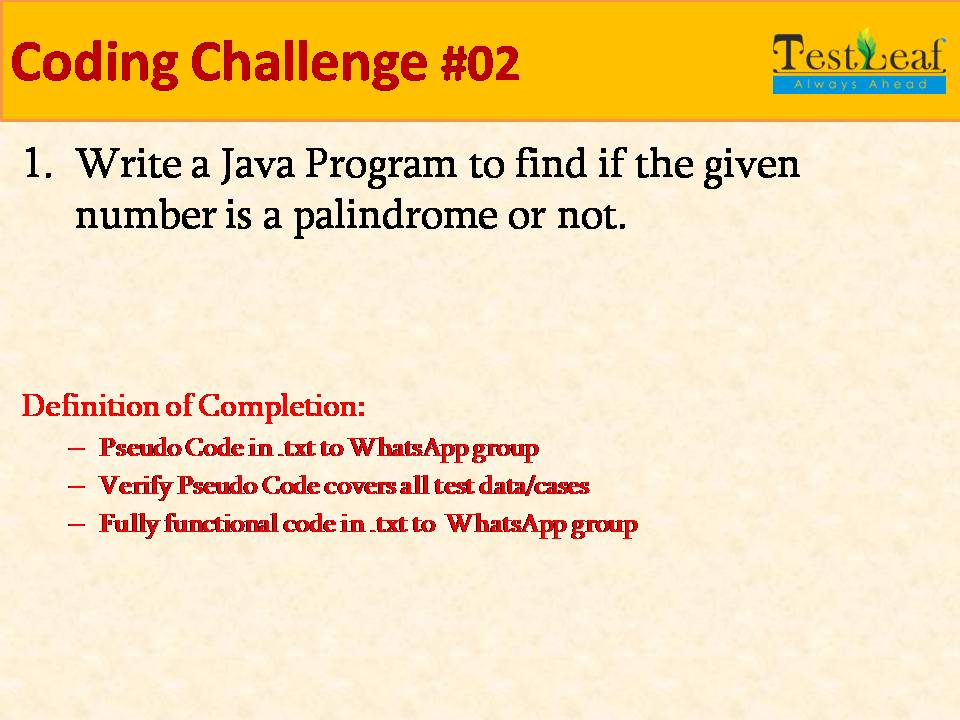 Coding Challenge #02
TestLeaf
Always Ahead
1. Write a Java Program to find if the given
number is a palindrome or not.
Definition of Completion:
– Pseudo Code in .txt to WhatsApp group
– Verify Pseudo Code covers all test data/cases
– Fully functional code in .txt to WhatsApp group